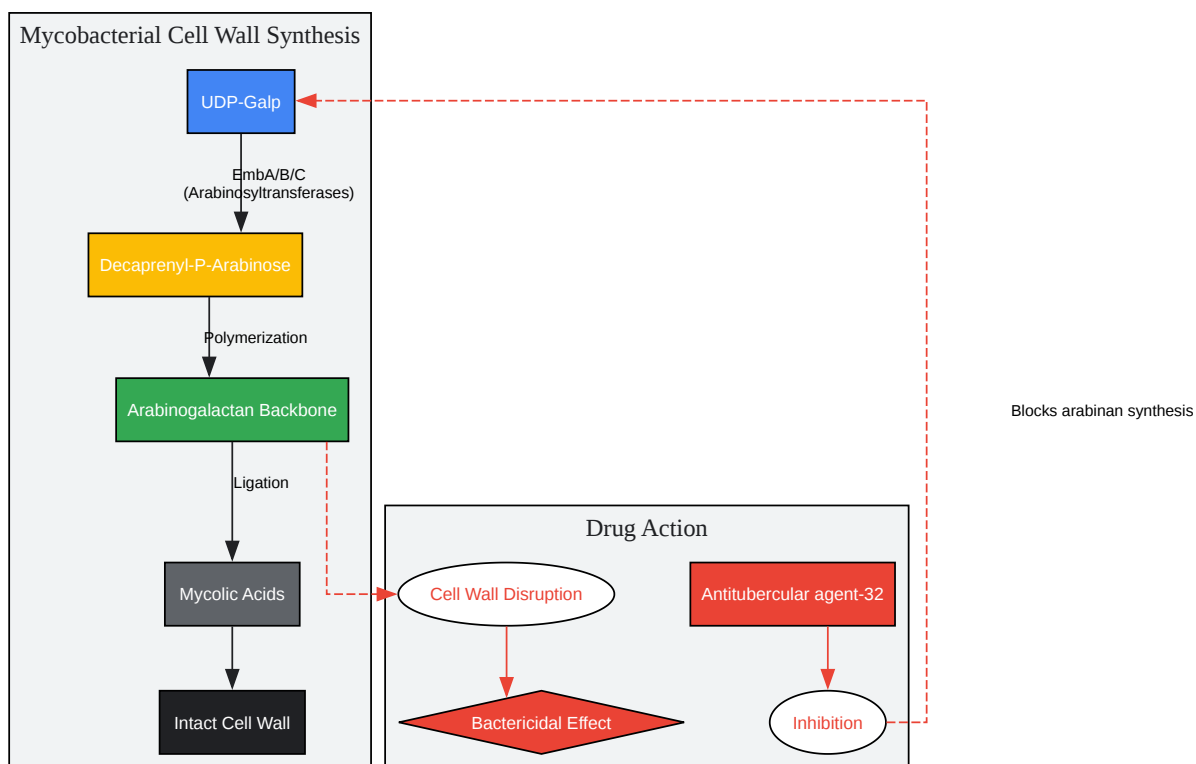 Mycobacterial Cell Wall Synthesis
UDP-Galp
EmbA/B/C
(Arabinosyltransferases)
Decaprenyl-P-Arabinose
Polymerization
Arabinogalactan Backbone
Ligation
Mycolic Acids
Intact Cell Wall
Blocks arabinan synthesis
Drug Action
Cell Wall Disruption
Antitubercular agent-32
Bactericidal Effect
Inhibition